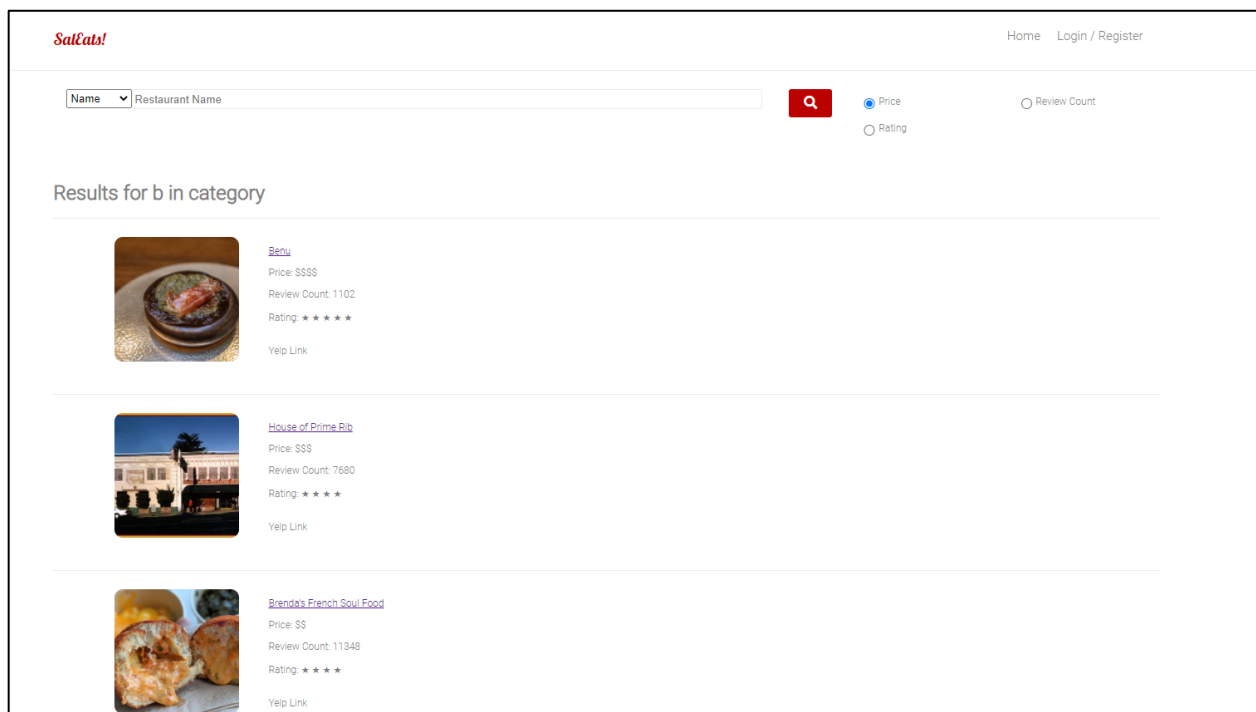 SalEats!
Home Login / Register
Name Restaurant Name
Price Review Count
Rating
Results for b in category
Benu
Price: $$$$
Review Count: 1102
Rating: ★ ★ ★ ★ ★
Yelp Link
House of Prime Rib
Price: $$$
Review Count: 7680
Rating: ★ ★ ★ ★
Yelp Link
Brenda's French Soul Food
Price: $$
Review Count: 11348
Rating: ★ ★ ★ ★
Yelp Link